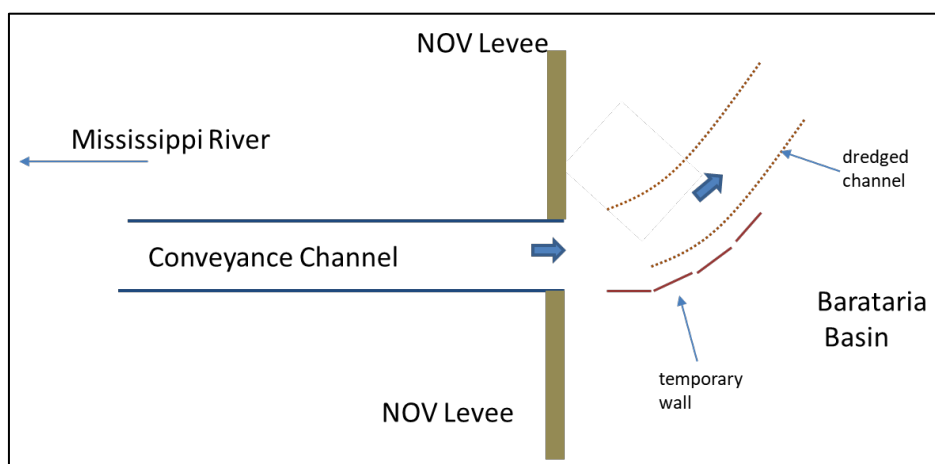 NOV Levee
Mississippi River
dredged
channel
Conveyance Channel
Barataria
Basin
temporary
wall
NOV Levee